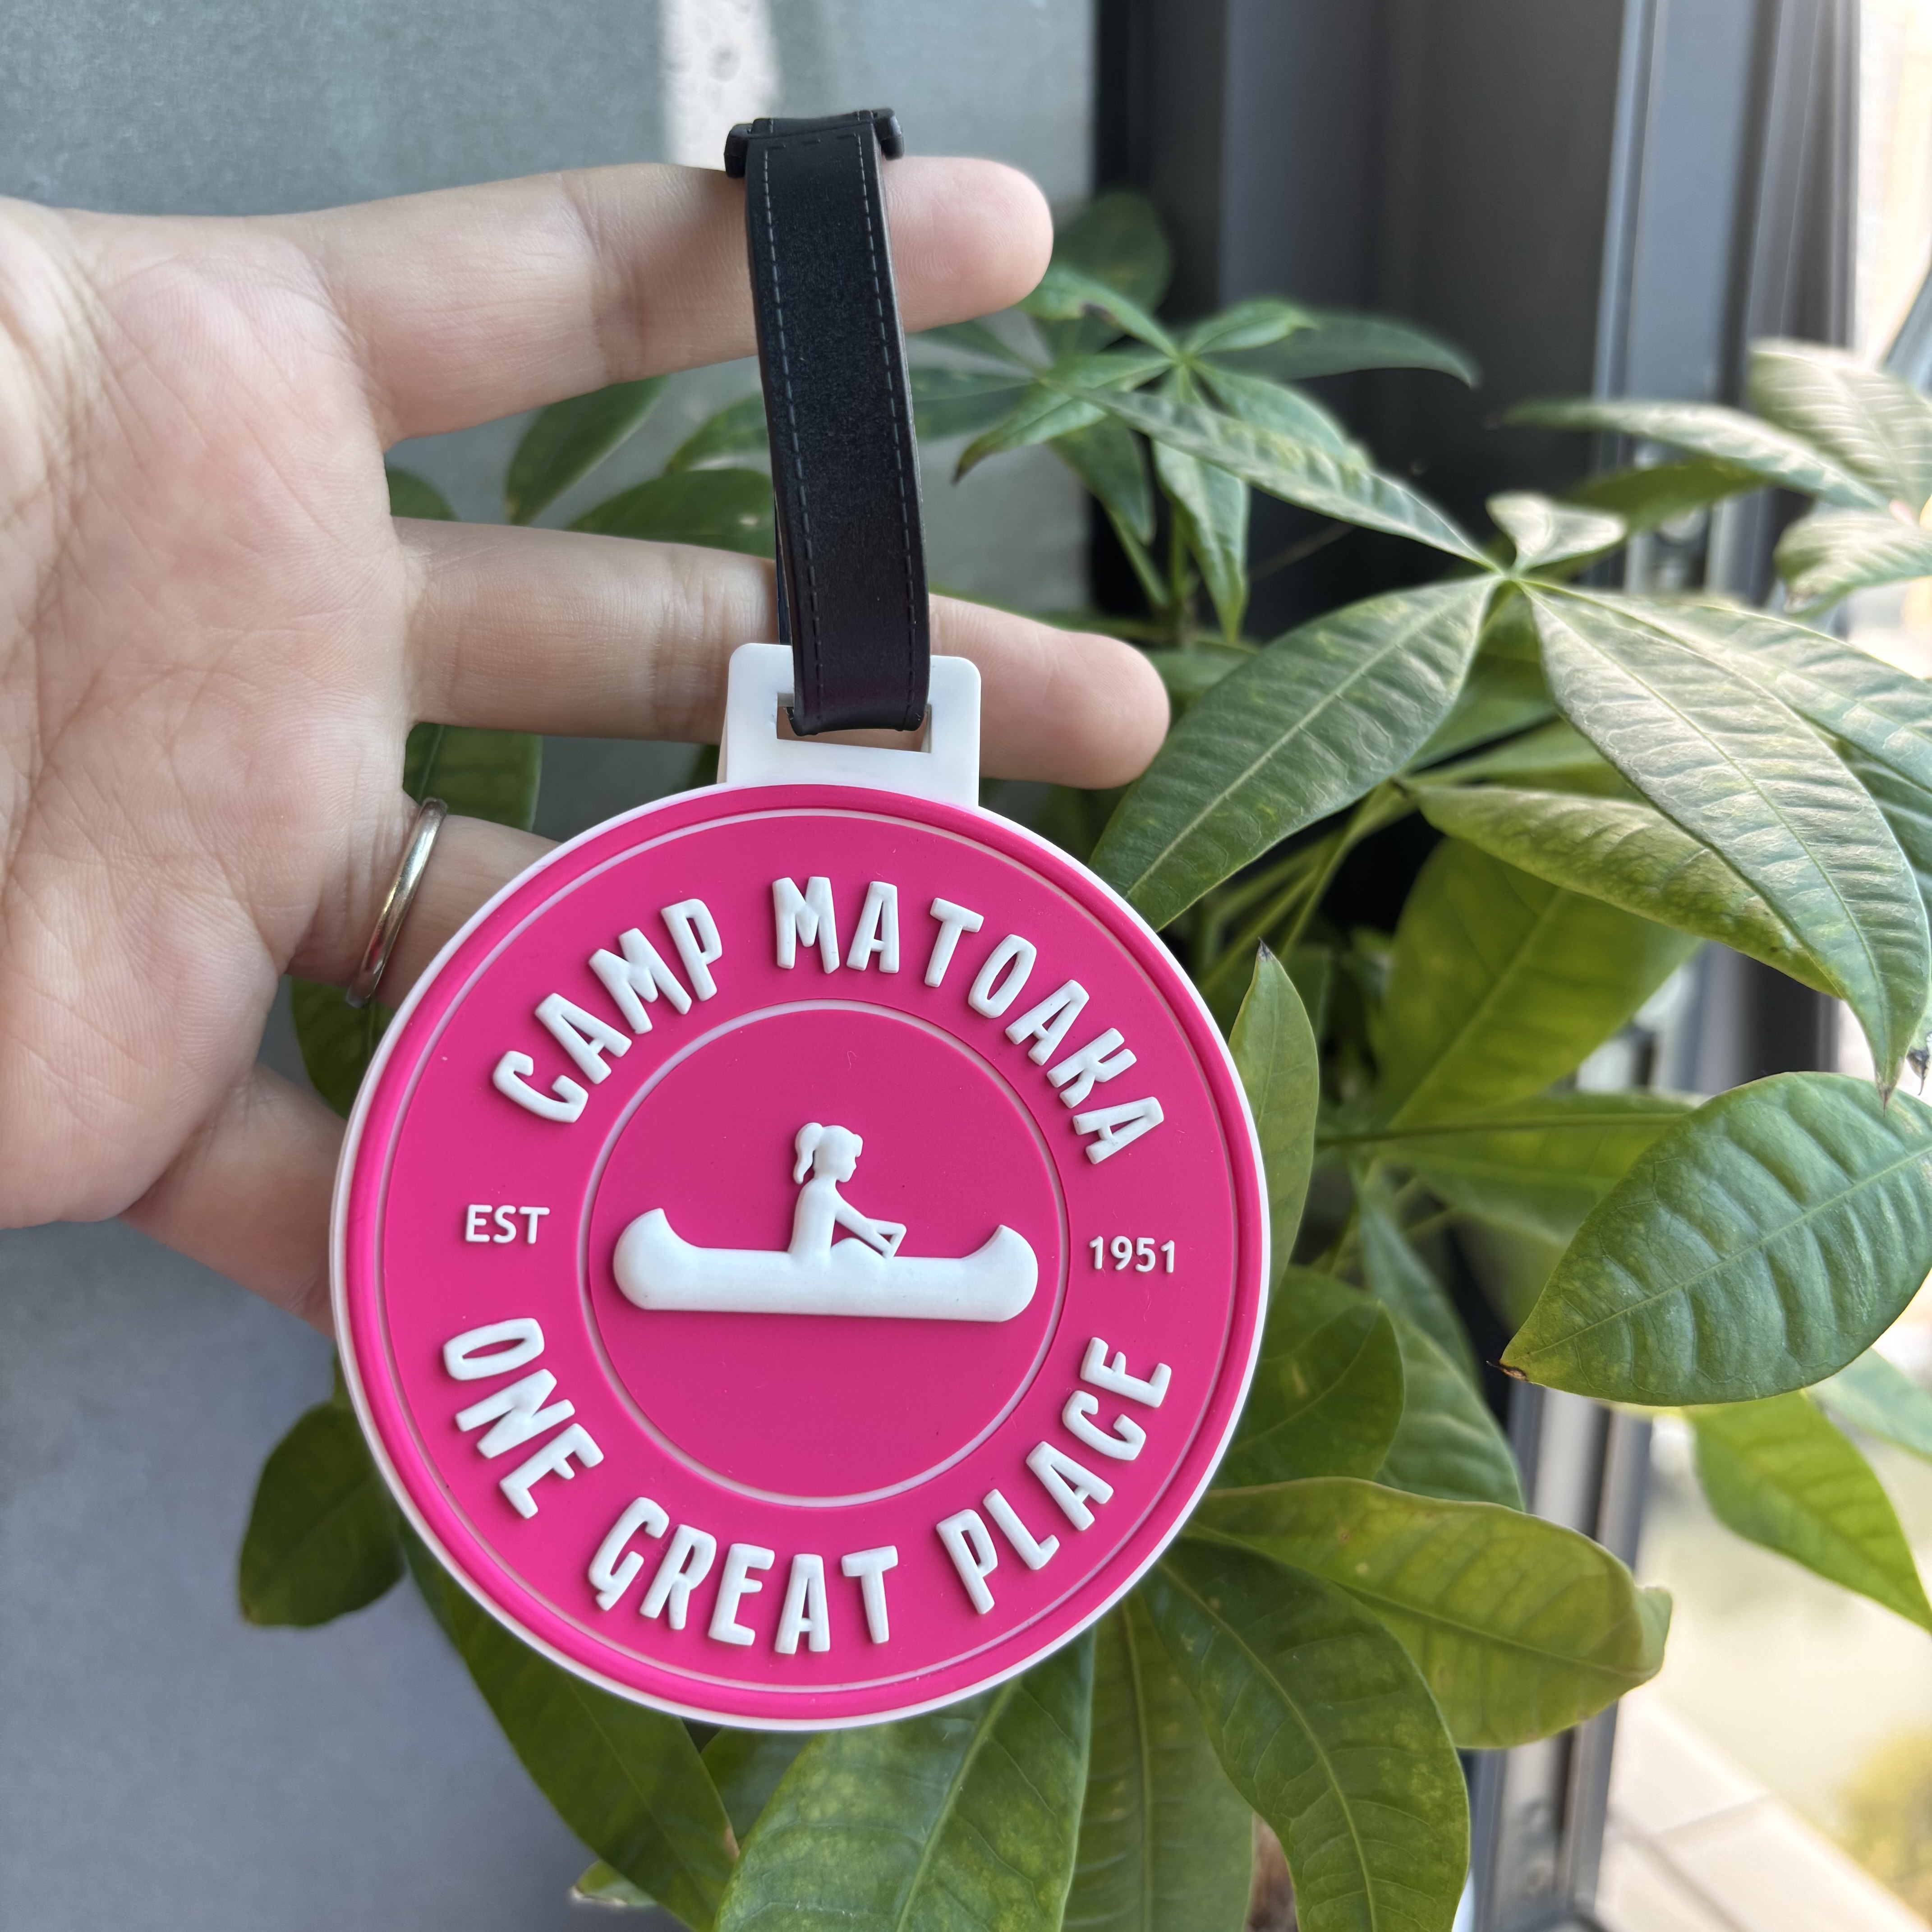 CAMP MATOAKA
EST
1951
ONE GREAT PLACE